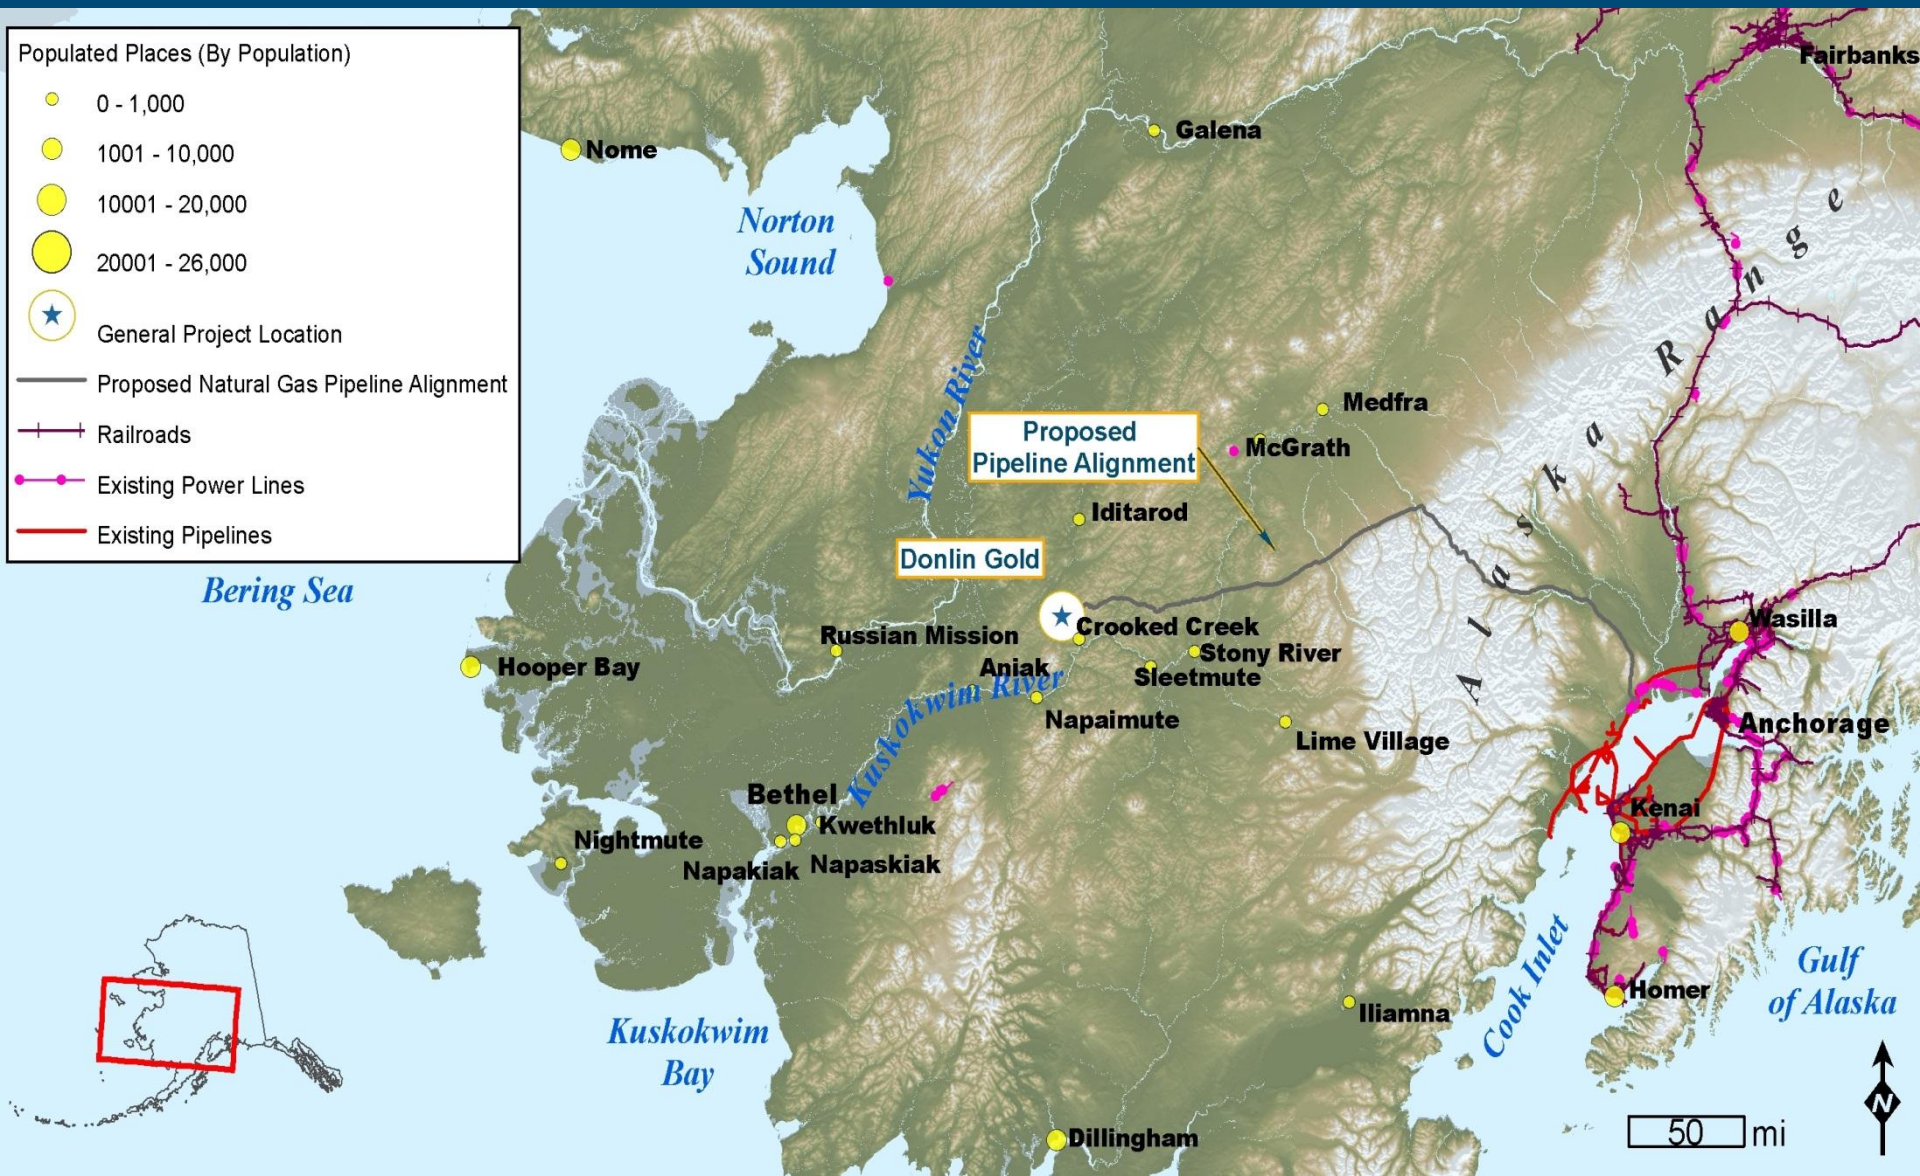 Populated Places (By Population)
0 - 1,000
1001 - 10,000
10001 - 20,000
20001 - 26,000
General Project Location
Proposed Natural Gas Pipeline Alignment
Railroads
Existing Power Lines
Existing Pipelines
Fairbanks
Galena
Nome
Norton
Sound
Alaska Range
Yukon River
Medfra
Proposed
Pipeline Alignment
McGrath
Iditarod
Donlin Gold
Bering Sea
Crooked Creek
Wasilla
Russian Mission
Stony River
Hooper Bay
Aniak
Sleetmute
Kuskokwim River
Napaimute
Anchorage
Lime Village
Bethel
Kenai
Kwethluk
Nightmute
Napakiak
Napaskiak
Cook Inlet
Gulf
of Alaska
Homer
Iliamna
Kuskokwim
Bay
N
50 mi
Dillingham